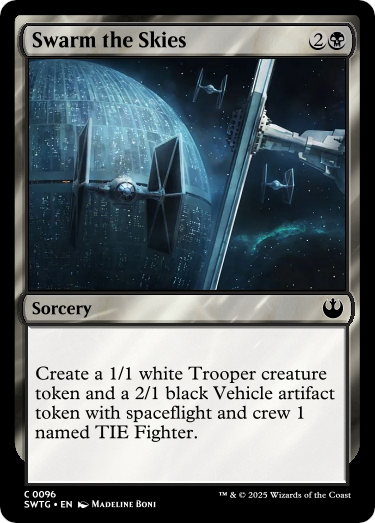 Swarm the Skies 2
Sorcery
Create a 1/1 white Trooper creature
token and a 2/1 black Vehicle artifact
token with spaceflight and crew 1
named TIE Fighter.
C 0096
SWTG • EN Madeline Boni
™ & © 2025 Wizards of the Coast